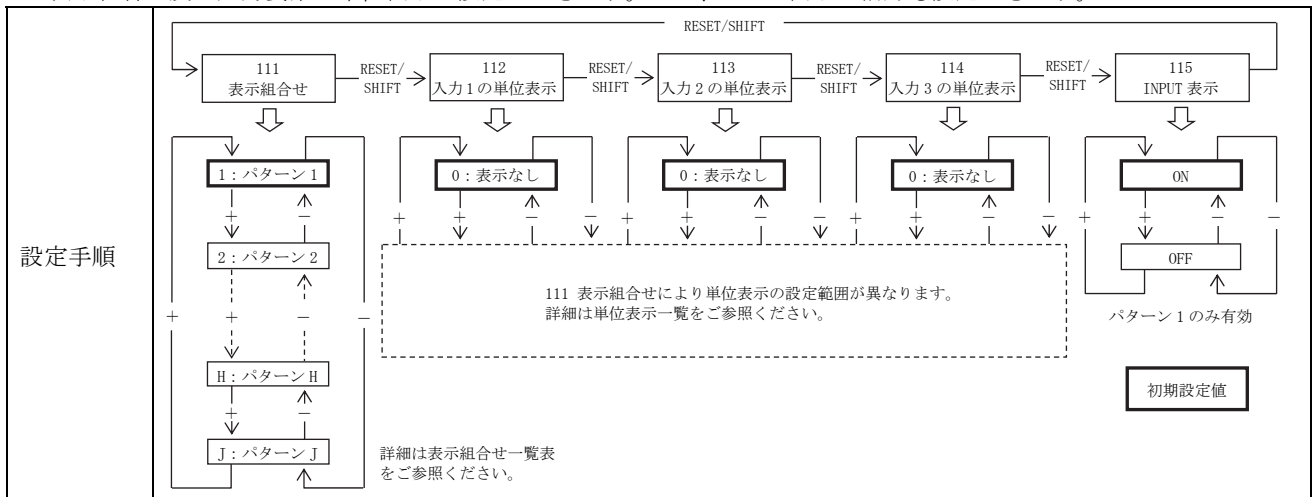 RESET/SHIFT
111
表示組合せ
RESET/
SHIFT
112
入力1の単位表示
RESET/
SHIFT
113
入力2の単位表示
RESET/
SHIFT
114
入力3の単位表示
RESET/
SHIFT
115
INPUT 表示
設定手順
1：パターン1
+
－
2：パターン2
+
+
－
－
H：パターンH
+
－
J：パターンJ
詳細は表示組合せ一覧表
をご参照ください。
0：表示なし
+
+
－
－
0：表示なし
+
+
－
－
0：表示なし
+
+
－
－
111 表示組合せにより単位表示の設定範囲が異なります。
詳細は単位表示一覧をご参照ください。
ON
+
+
－
－
OFF
パターン1のみ有効
初期設定値